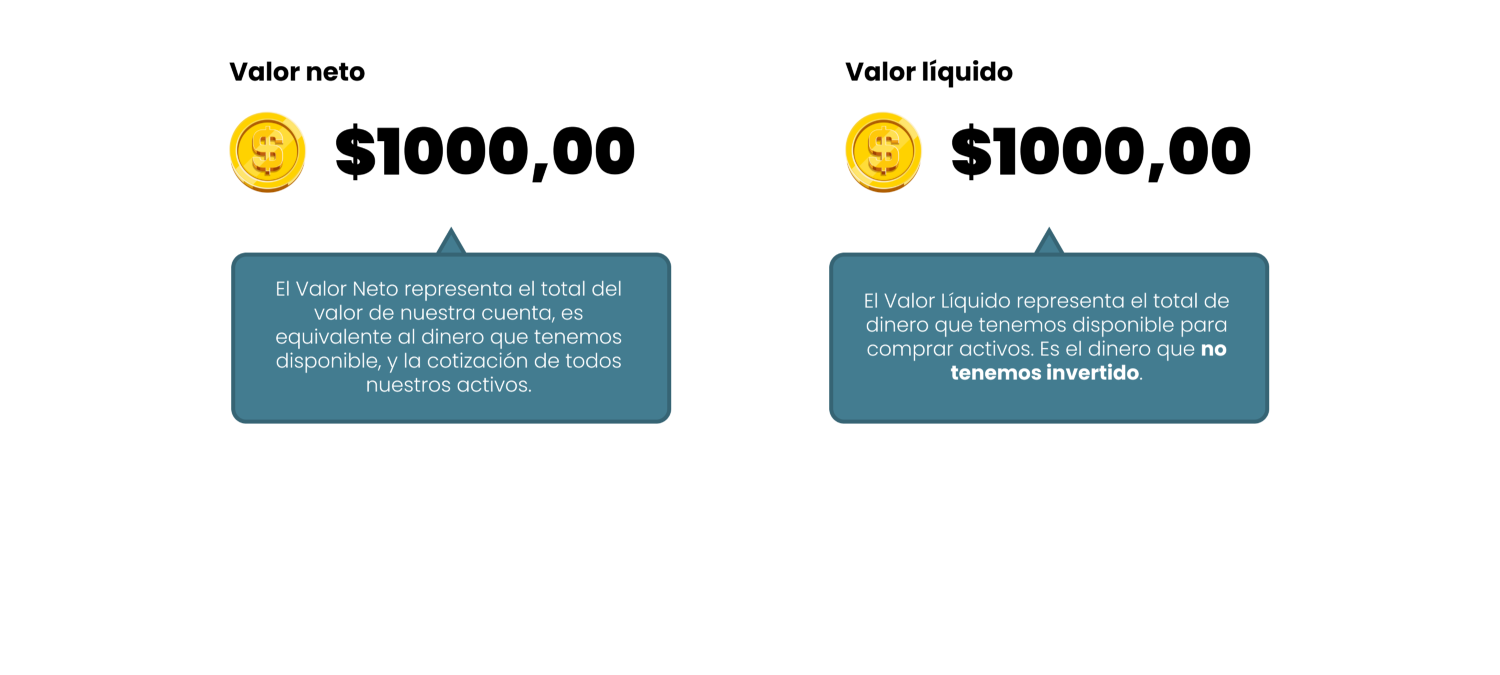 Valor neto
$1000,00
El Valor Neto representa el total del
valor de nuestra cuenta, es
equivalente al dinero que tenemos
disponible, y la cotización de todos
nuestros activos.
Valor líquido
$1000,00
El Valor Líquido representa el total de
dinero que tenemos disponible para
comprar activos. Es el dinero que no
tenemos invertido.